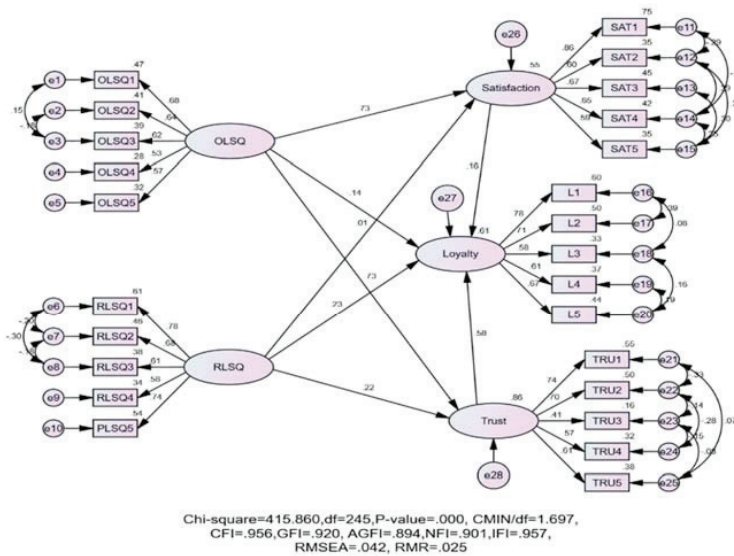 e26
.55
Satisfaction
.75
.86
SAT1
e11
.35
.60
SAT2
e12
.45
.67
SAT3
e13
.42
.65
SAT4
e14
.35
SAT5
e15
.47
e1
OLSQ1
.68
.41
e2
OLSQ2
.64
.15
.39
e3
OLSQ3
.62
.28
e4
OLSQ4
.53
.32
e5
OLSQ5
.57
OLSQ
.73
.14
.01
.73
.23
.22
.16
e27
.61
Loyalty
.60
.78
L1
e16
.39
.08
.50
.71
L2
e17
.33
.58
L3
e18
.37
.61
L4
e19
.16
.19
.44
.67
L5
e20
.61
e6
RLSQ1
.78
-.30
.46
e7
RLSQ2
.68
.38
e8
RLSQ3
.61
.34
e9
RLSQ4
.58
.54
e10
PLSQ5
.74
RLSQ
.58
.86
Trust
e28
.55
.74
TRU1
e21
.50
.70
TRU2
e22
.14
.28
.07
.16
.41
TRU3
e23
.15
.32
.57
TRU4
e24
.38
.61
TRU5
e25
Chi-square=415.860,df=245,P-value=.000, CMIN/df=1.697,
CFI=.956,GFI=.920, AGFI=.894,NFI=.901,IFI=.957,
RMSEA=.042, RMR=.025